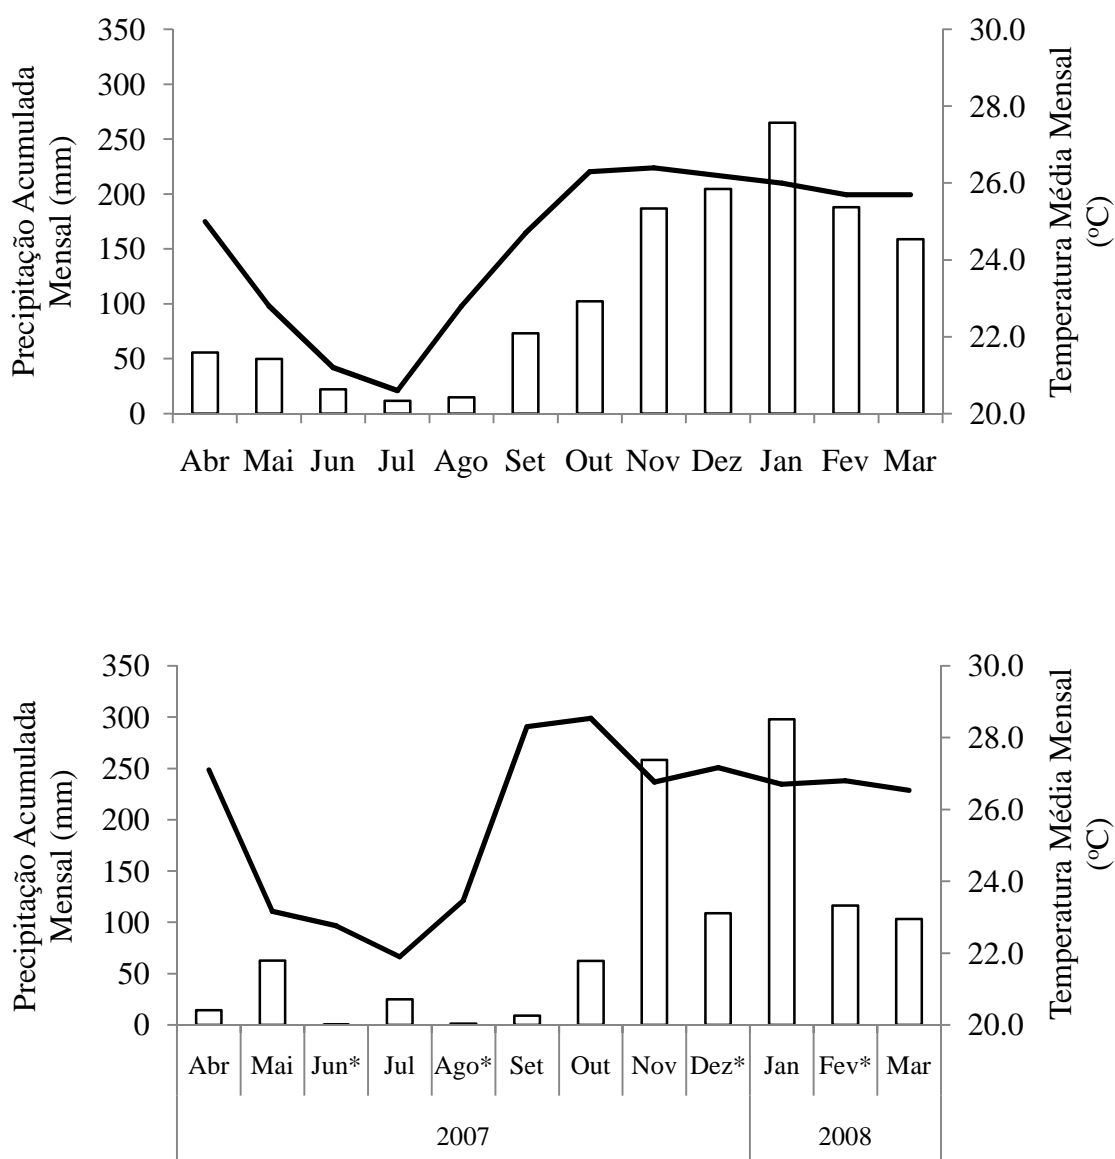 350
300
250
200
150
100
50
0
Precipitação Acumulada
Mensal (mm)
30.0
28.0
26.0
24.0
22.0
20.0
Temperatura Média Mensal
(ºC)
Abr Mai Jun Jul Ago Set Out Nov Dez Jan Fev Mar
350
300
250
200
150
100
50
0
Precipitação Acumulada
Mensal (mm)
30.0
28.0
26.0
24.0
22.0
20.0
Temperatura Média Mensal
(ºC)
Abr Mai Jun* Jul Ago* Set Out Nov Dez* Jan Fev* Mar
2007 2008